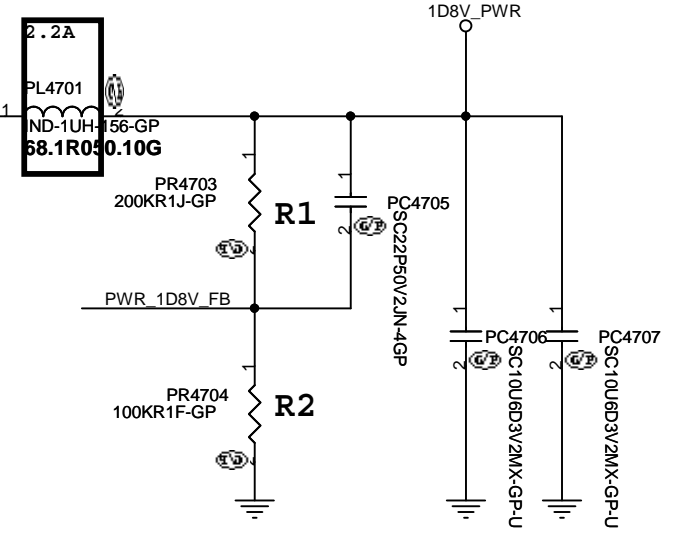 1D8V_PWR
2.2A
PL4701
1
2
IND-1UH-156-GP
68.1R050.10G
1
PR4703
200KR1J-GP
R1
2
1
PC4705
2
G/P
SC22P50V2JN-4GP
PWR_1D8V_FB
1
PR4704
100KR1F-GP
R2
2
1
PC4706
2
G/P
SC10U6D3V2MX-GP-U
1
PC4707
2
G/P
SC10U6D3V2MX-GP-U